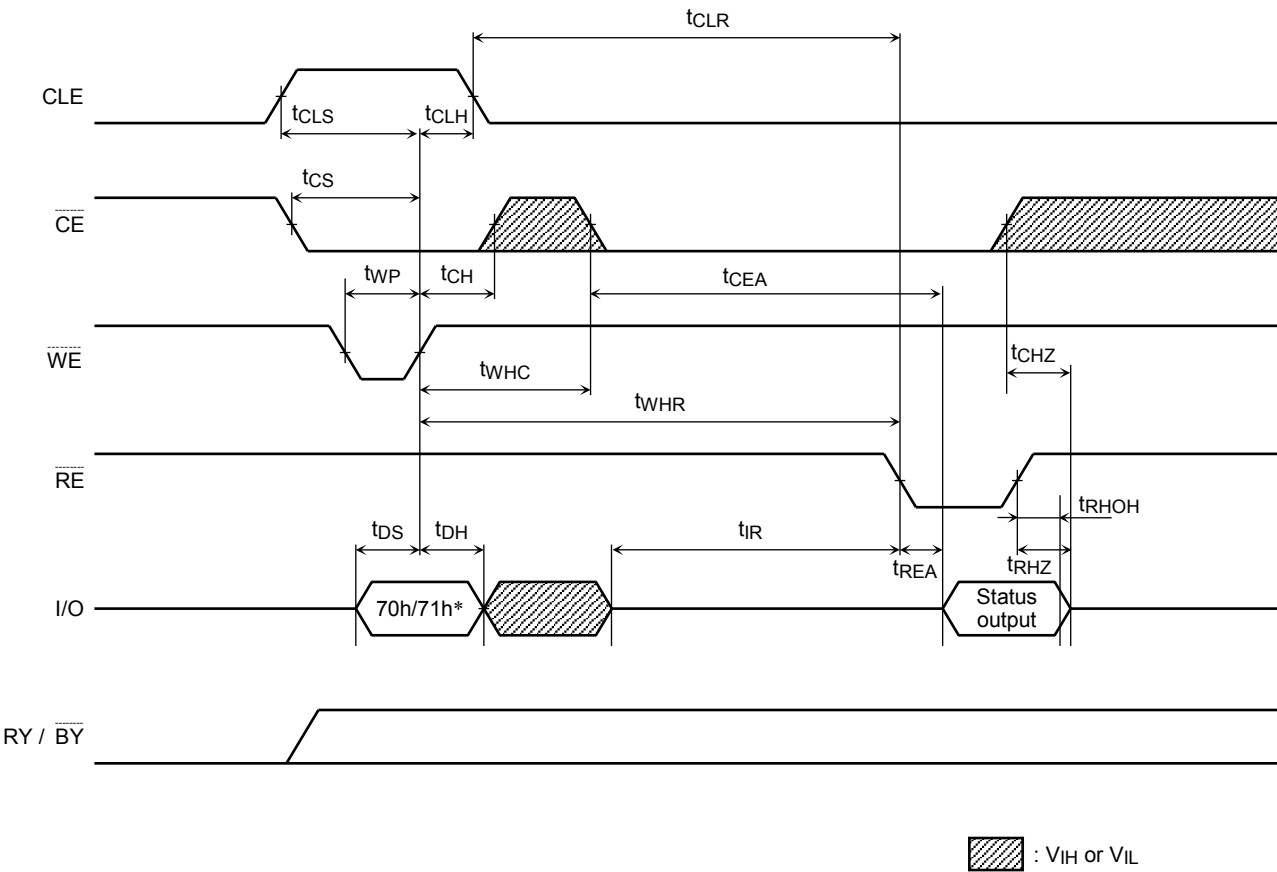 tCLR
CLE
tCLS
tCLH
tCS
CE
tWP
tCH
tCEA
WE
tCHZ
tWHC
tWHR
RE
tRHOH
tDS
tDH
tIR
tREA
tRHZ
I/O
70h/71h*
Status
output
RY / BY
: VIH or VIL